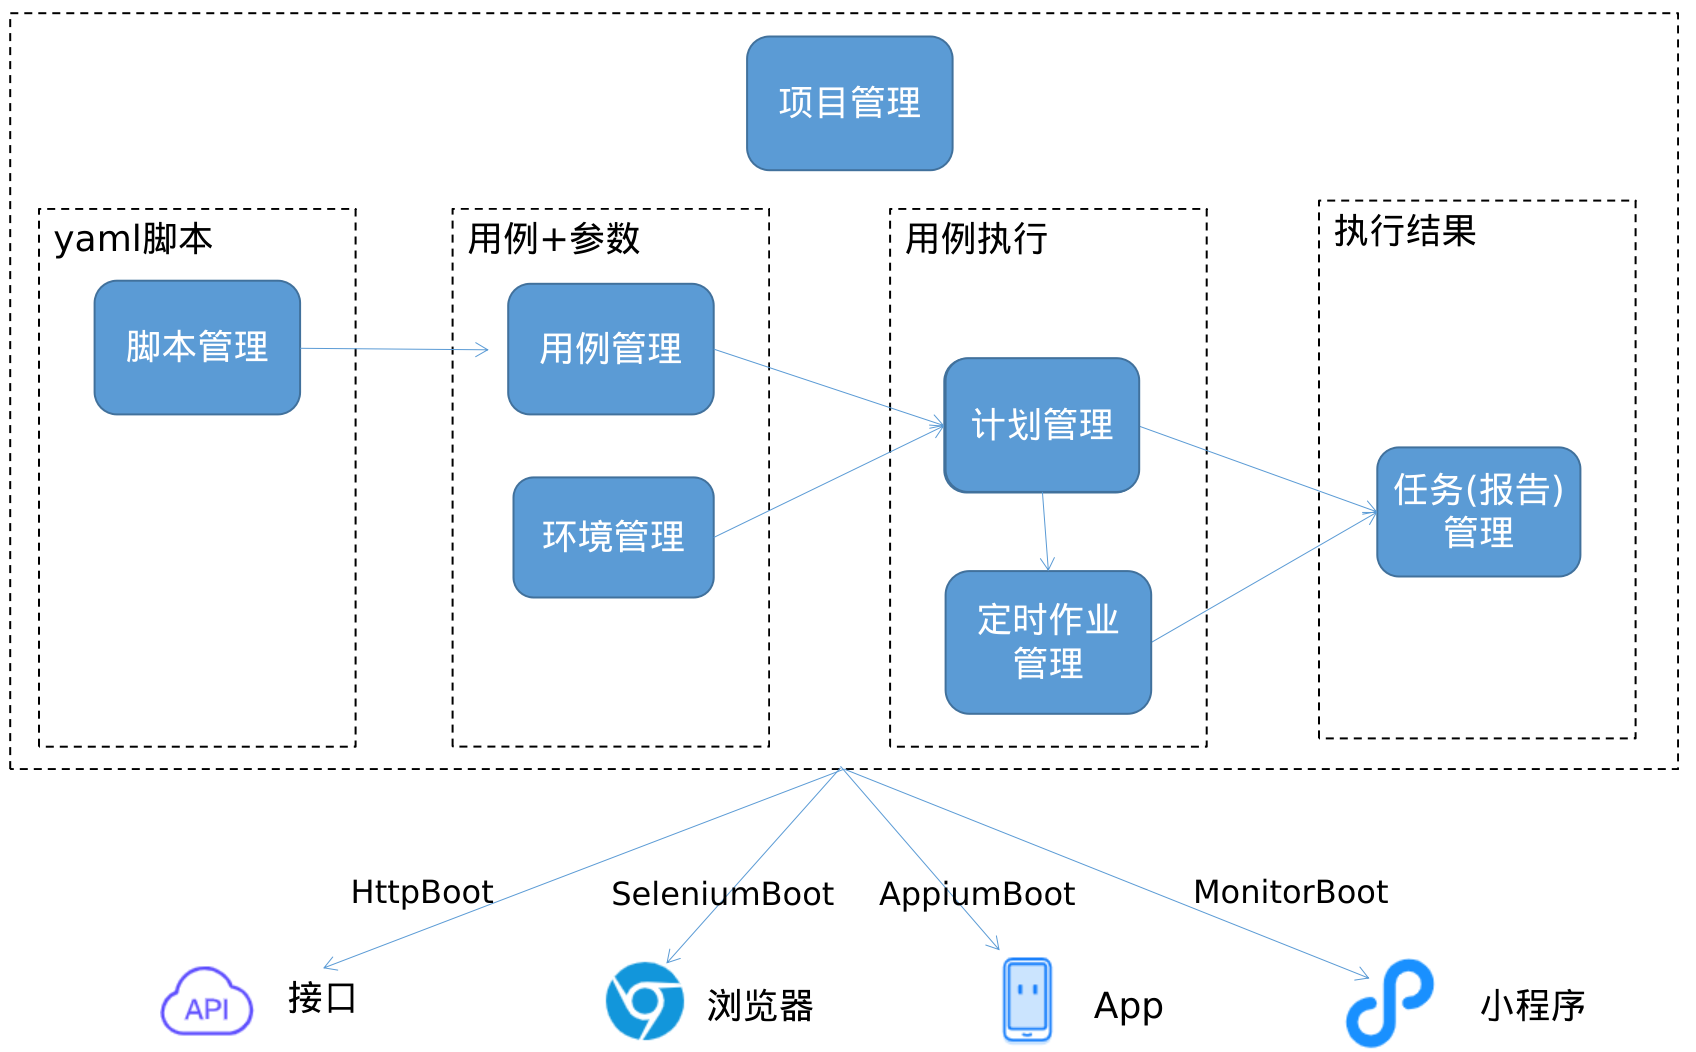 项目管理
yaml脚本
脚本管理
用例+参数
用例管理
环境管理
用例执行
计划管理
定时作业
管理
执行结果
任务(报告)
管理
HttpBoot
SeleniumBoot
AppiumBoot
MonitorBoot
API
接口
浏览器
App
小程序